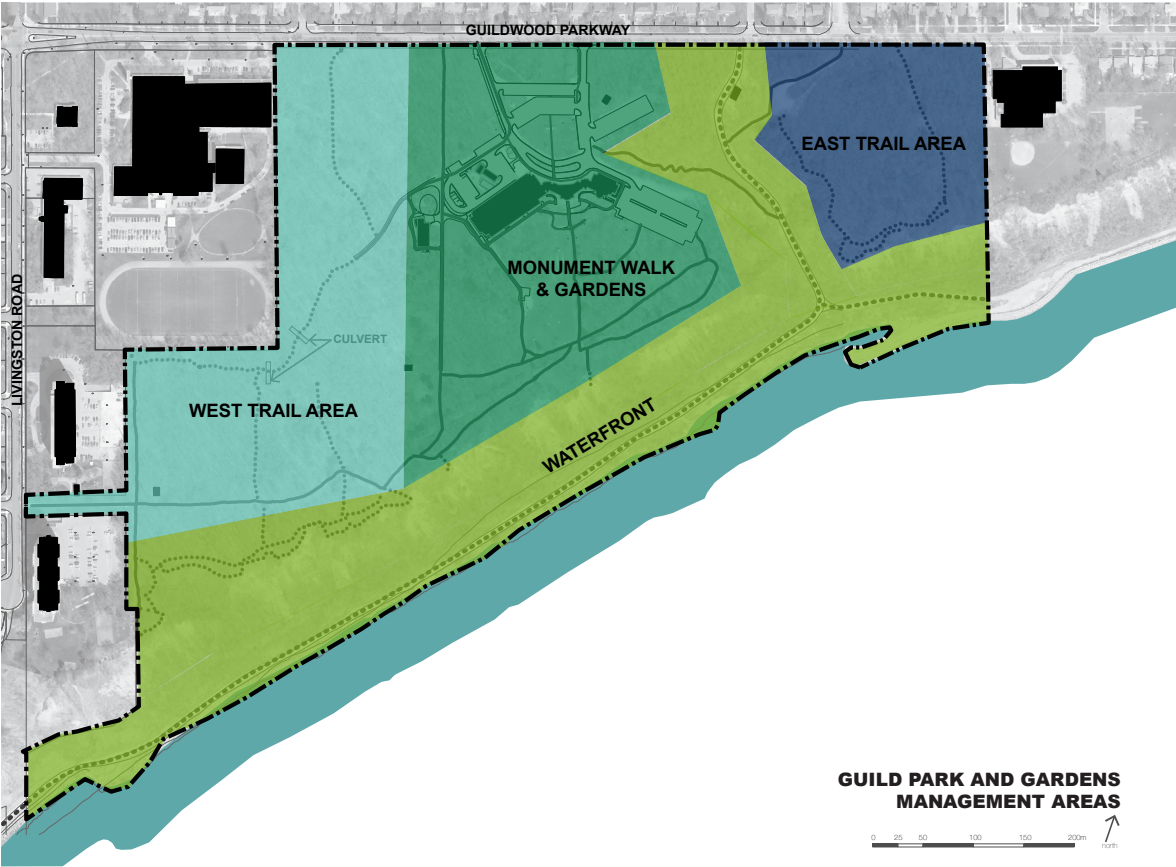 GUILDWOOD PARKWAY
EAST TRAIL AREA
MONUMENT WALK
& GARDENS
LIVINGSTON ROAD
CULVERT
WEST TRAIL AREA
WATERFRONT
GUILD PARK AND GARDENS
MANAGEMENT AREAS
0 25 50 100 150 200m
north